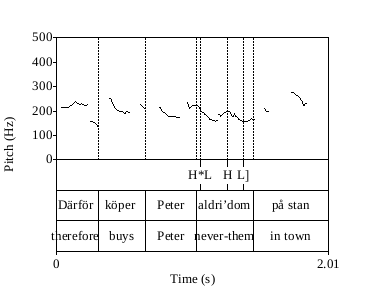 500
400
300
200
100
0
Pitch (Hz)
H*L H L]
Därför köper Peter aldri'dom på stan
therefore buys Peter never-them in town
0 2.01
Time (s)